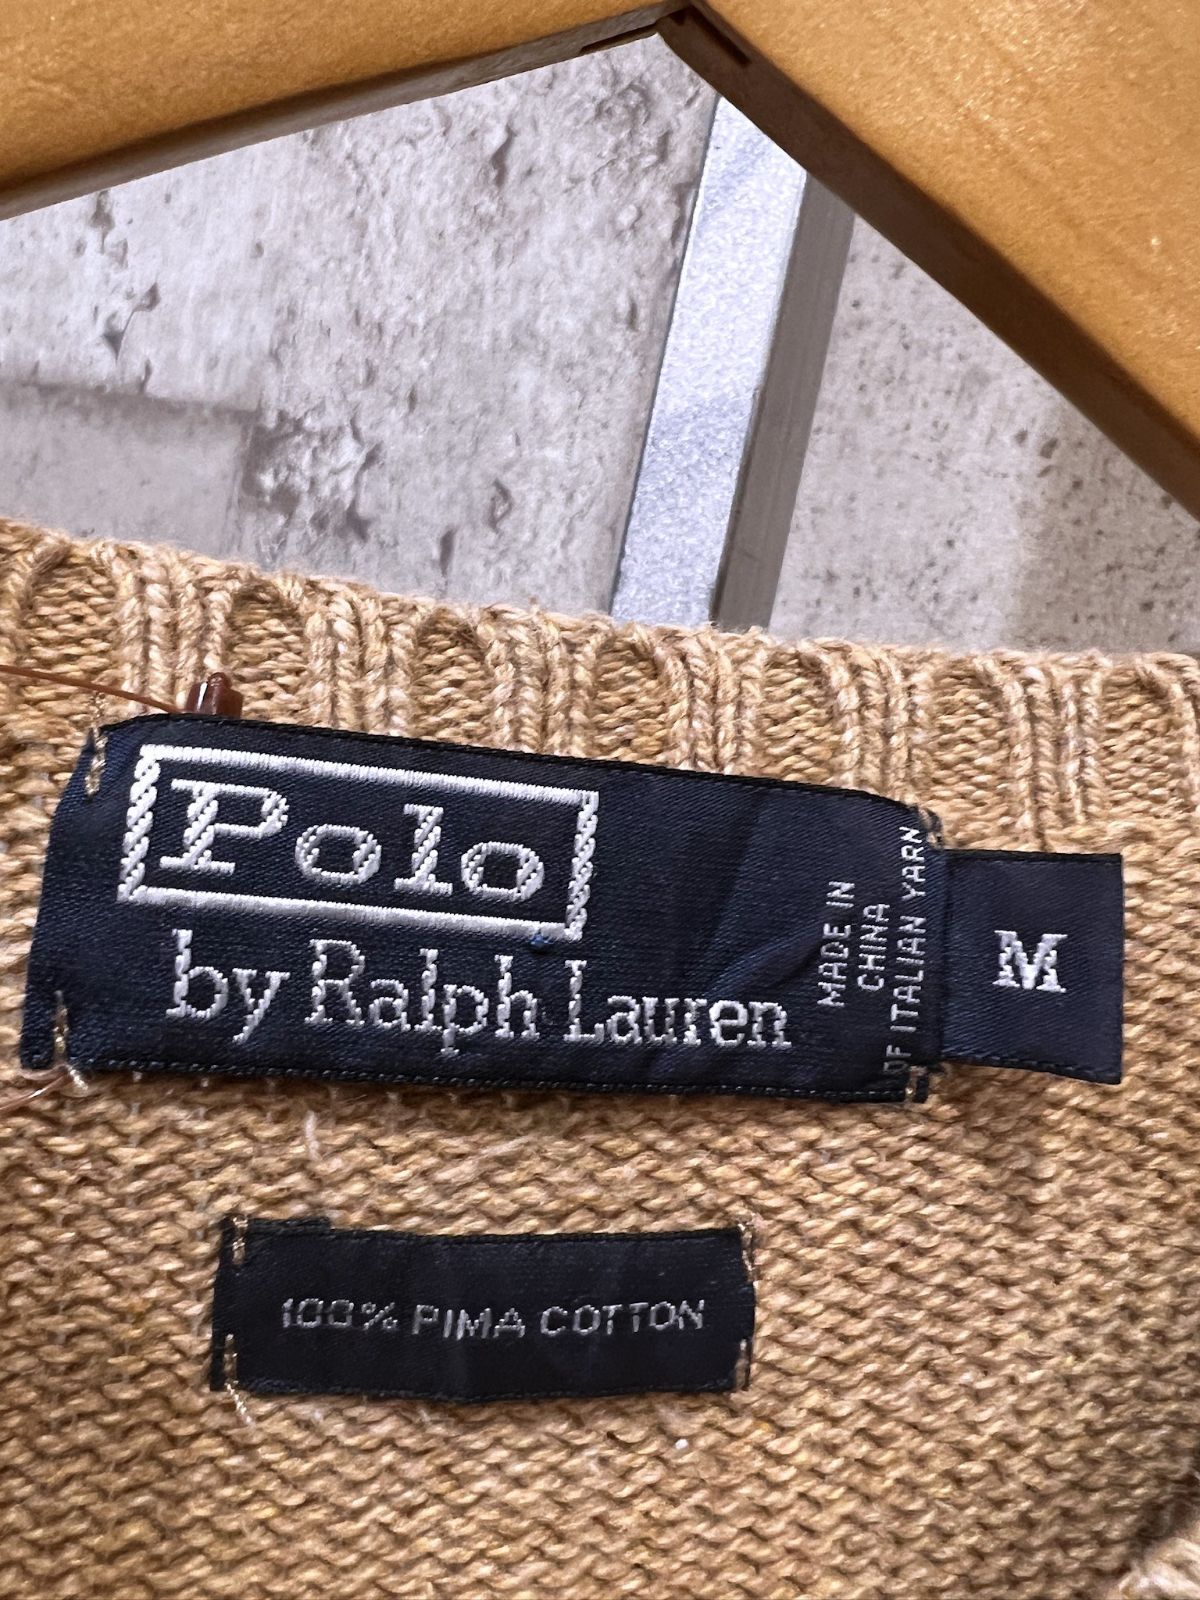 Polo
by Ralph Lauren
MADE IN
CHINA
OF ITALIAN YARN
M
100% PIMA COTTON